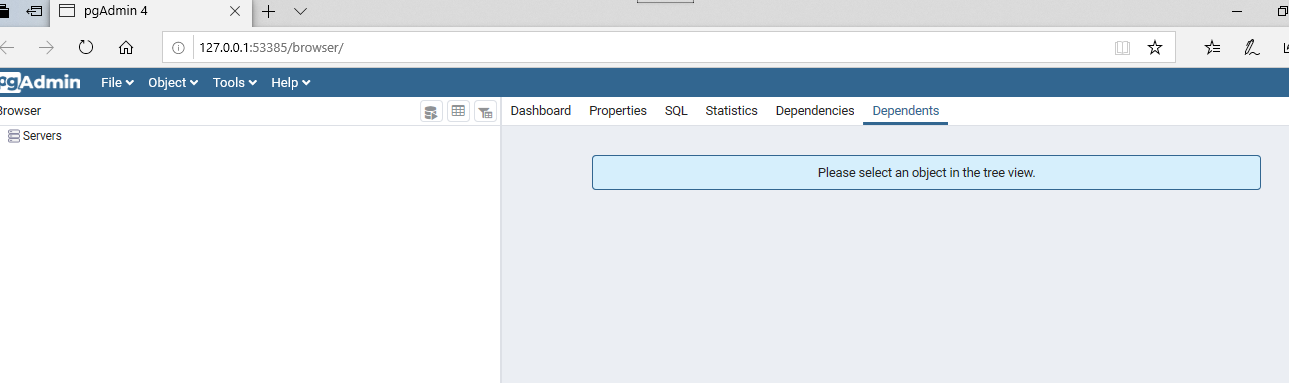 pgAdmin 4
127.0.0.1:53385/browser/
pgAdmin File Object Tools Help
Browser Dashboard Properties SQL Statistics Dependencies Dependents
Servers
Please select an object in the tree view.